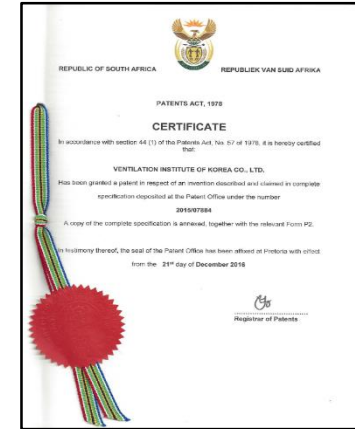 REPUBLIC OF SOUTH AFRICA REPUBLIEK VAN SUID AFRIKA
PATENTS ACT, 1978
CERTIFICATE
In accordance with section 44 (1) of the Patents Act, No. 57 of 1978, it is hereby certified
that:
VENTILATION INSTITUTE OF KOREA CO., LTD.
Has been granted a patent in respect of an invention described and claimed in complete
specification deposited at the Patent Office under the number
2015/07884
A copy of the complete specification is annexed, together with the relevant Form P2.
In testimony thereof, the seal of the Patent Office has been affixed at Pretoria with effect
from the 21st day of December 2016
Registrar of Patents